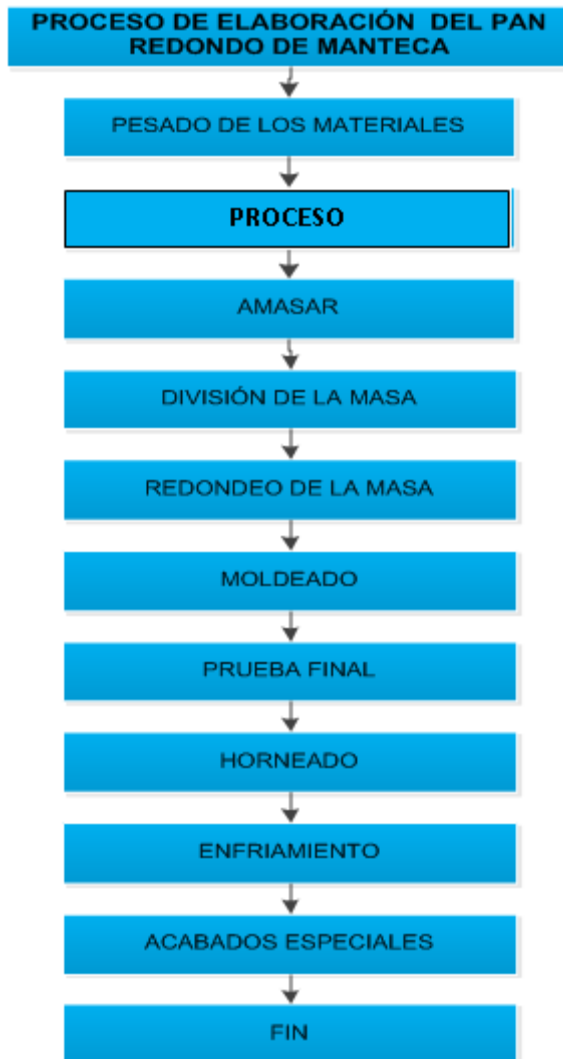 PROCESO DE ELABORACIÓN DEL PAN
REDONDO DE MANTECA
PESADO DE LOS MATERIALES
PROCESO
AMASAR
DIVISIÓN DE LA MASA
REDONDEO DE LA MASA
MOLDEADO
PRUEBA FINAL
HORNEADO
ENFRIAMIENTO
ACABADOS ESPECIALES
FIN